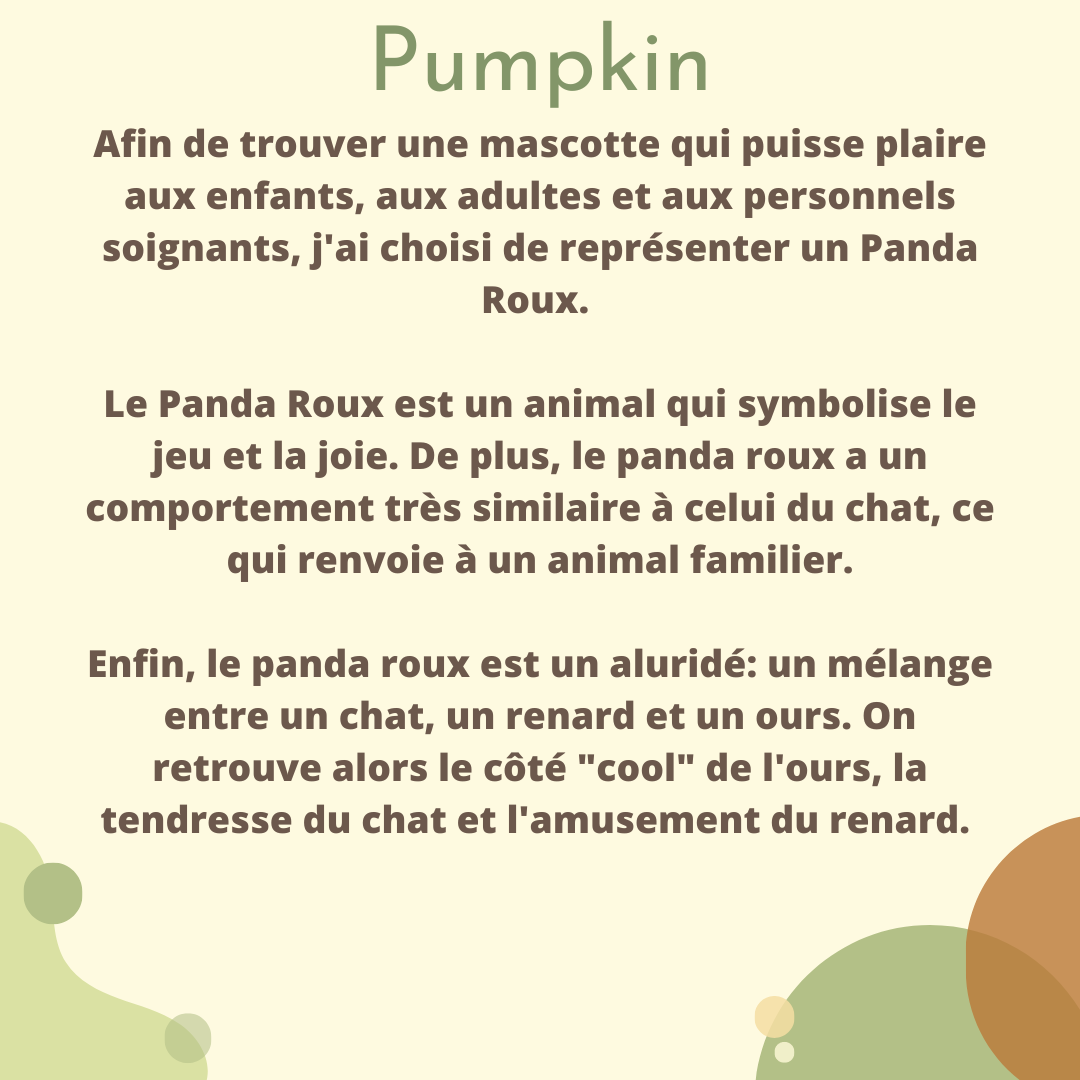 Pumpkin
Afin de trouver une mascotte qui puisse plaire
aux enfants, aux adultes et aux personnels
soignants, j'ai choisi de représenter un Panda
Roux.
Le Panda Roux est un animal qui symbolise le
jeu et la joie. De plus, le panda roux a un
comportement très similaire à celui du chat, ce
qui renvoie à un animal familier.
Enfin, le panda roux est un aluridé: un mélange
entre un chat, un renard et un ours. On
retrouve alors le côté "cool" de l'ours, la
tendresse du chat et l'amusement du renard.